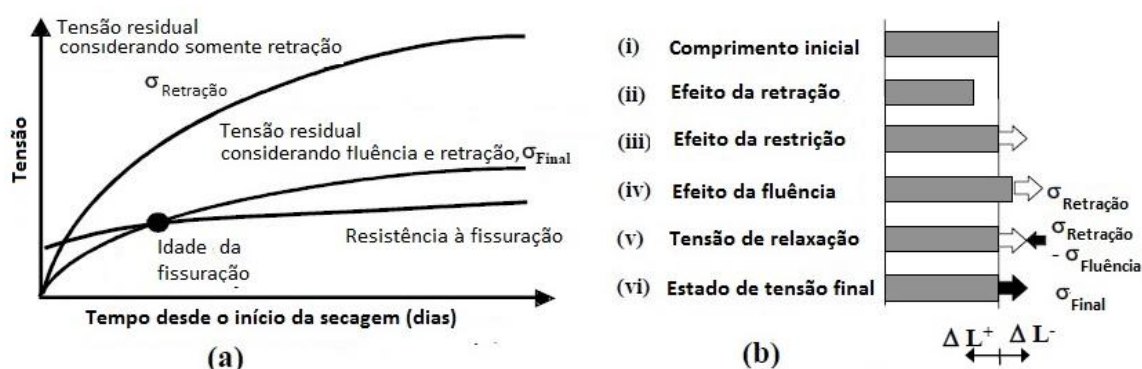 Tensão residual
considerando somente retração
σRetração
Tensão residual
considerando fluência e retração, σFinal
Resistência à fissuração
Idade da
fissuração
Tensão
Tempo desde o início da secagem (dias)
(a)
(i) Comprimento inicial
(ii) Efeito da retração
(iii) Efeito da restrição
(iv) Efeito da fluência
σRetração
(v) Tensão de relaxação
σRetração
- σFluência
(vi) Estado de tensão final
σFinal
Δ L⁺ Δ L⁻
(b)